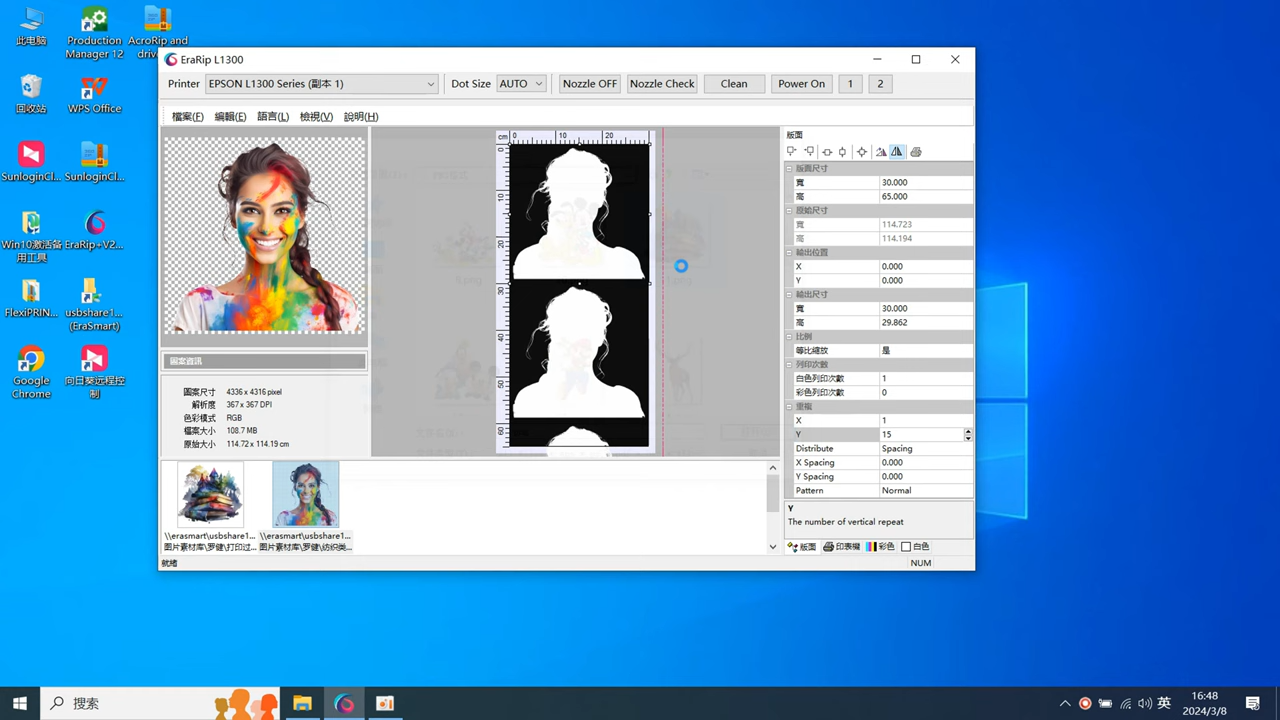 此电脑
Production Manager 12
AcroRip and driv...
回收站
WPS Office
SunloginCl...
SunloginCl...
Win10激活备用工具
EraRip+V2...
FlexiPRIN...
usbshare1... (EraSmart)
Google Chrome
向日葵远程控制
EraRip L1300
Printer EPSON L1300 Series (副本 1) Dot Size AUTO Nozzle OFF Nozzle Check Clean Power On 1 2
檔案(F) 編輯(E) 語言(L) 檢視(V) 說明(H)
cm 0 10 20
0
10
20
30
40
50
60
圖案資訊
圖案尺寸 4336 x 4316 pixel
解析度 367 x 367 DPI
色彩模式 RGB
檔案大小 108.7 MB
原始大小 114.72 x 114.19 cm
\\erasmart\usbshare1...
图片素材库\罗健\打印过...
\\erasmart\usbshare1...
图片素材库\罗健\纺织类...
版面
版面尺寸
寬 30.000
高 65.000
原始尺寸
寬 114.723
高 114.194
輸出位置
X 0.000
Y 0.000
輸出尺寸
寬 30.000
高 29.862
比例
等比縮放 是
列印次數
白色列印次數 1
彩色列印次數 0
重複
X 1
Y 15
Distribute Spacing
X Spacing 0.000
Y Spacing 0.000
Pattern Normal
Y
The number of vertical repeat
版面 印表機 彩色 白色
就绪
NUM
搜索
英
16:48
2024/3/8